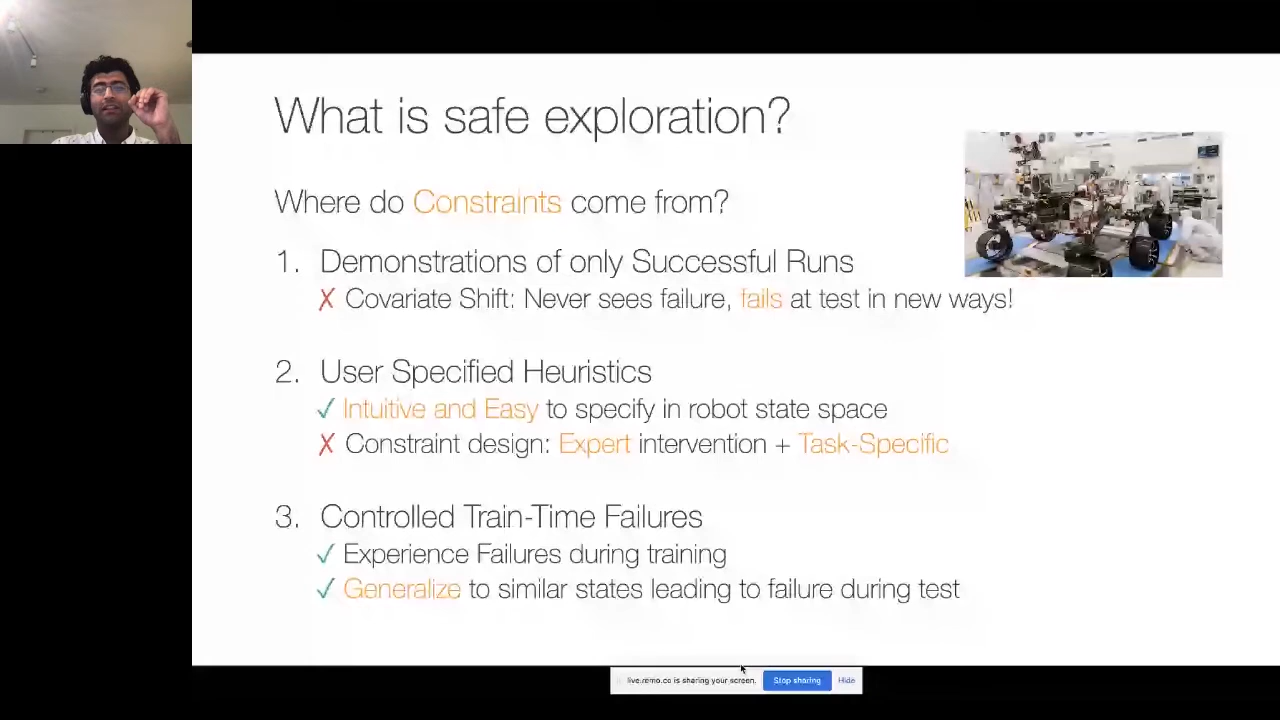 What is safe exploration?
Where do Constraints come from?
1. Demonstrations of only Successful Runs
✗ Covariate Shift: Never sees failure, fails at test in new ways!
2. User Specified Heuristics
✓ Intuitive and Easy to specify in robot state space
✗ Constraint design: Expert intervention + Task-Specific
3. Controlled Train-Time Failures
✓ Experience Failures during training
✓ Generalize to similar states leading to failure during test
live.remo.co is sharing your screen. Stop sharing Hide